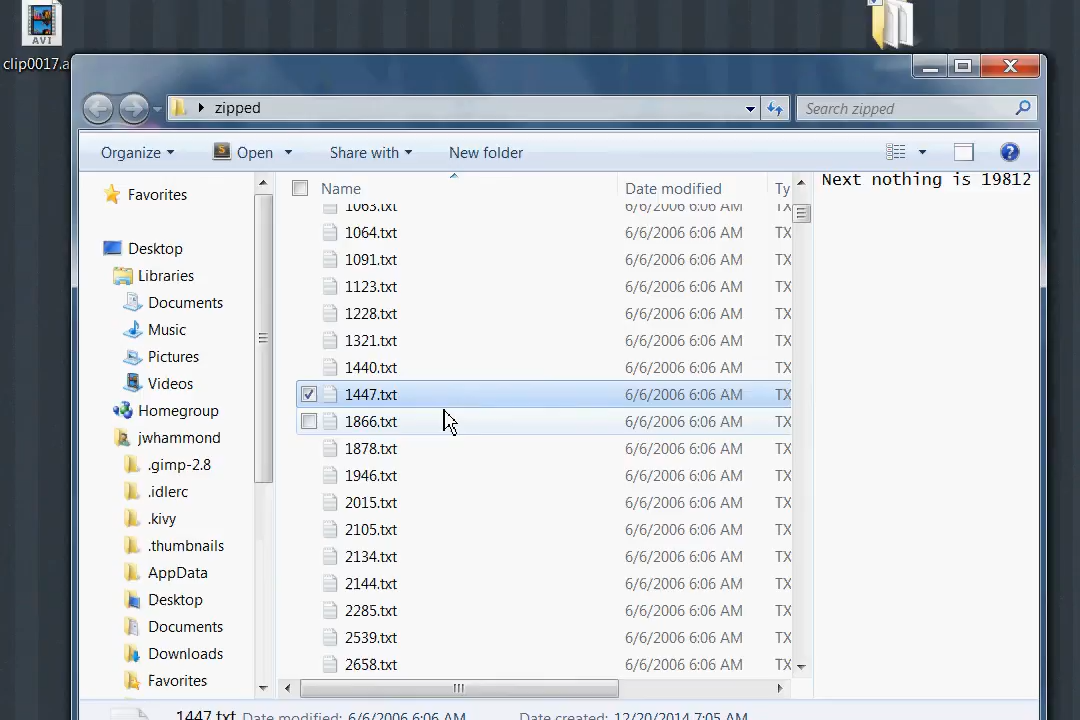 AVI
clip0017.a
zipped
Search zipped
Organize
Open
Share with
New folder
Name
Date modified
Ty
Next nothing is 19812
Favorites
Desktop
Libraries
Documents
Music
Pictures
Videos
Homegroup
jwhammond
.gimp-2.8
.idlerc
.kivy
.thumbnails
AppData
Desktop
Documents
Downloads
Favorites
1063.txt 6/6/2006 6:06 AM TX
1064.txt 6/6/2006 6:06 AM TX
1091.txt 6/6/2006 6:06 AM TX
1123.txt 6/6/2006 6:06 AM TX
1228.txt 6/6/2006 6:06 AM TX
1321.txt 6/6/2006 6:06 AM TX
1440.txt 6/6/2006 6:06 AM TX
1447.txt 6/6/2006 6:06 AM TX
1866.txt 6/6/2006 6:06 AM TX
1878.txt 6/6/2006 6:06 AM TX
1946.txt 6/6/2006 6:06 AM TX
2015.txt 6/6/2006 6:06 AM TX
2105.txt 6/6/2006 6:06 AM TX
2134.txt 6/6/2006 6:06 AM TX
2144.txt 6/6/2006 6:06 AM TX
2285.txt 6/6/2006 6:06 AM TX
2539.txt 6/6/2006 6:06 AM TX
2658.txt 6/6/2006 6:06 AM TX
1447.txt Date modified: 6/6/2006 6:06 AM Date created: 12/20/2014 7:05 AM